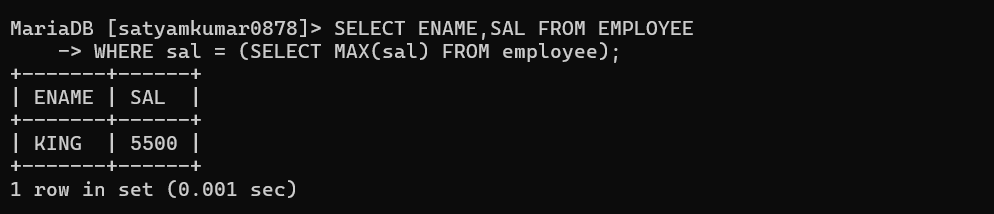 MariaDB [satyamkumar0878]> SELECT ENAME,SAL FROM EMPLOYEE
    -> WHERE sal = (SELECT MAX(sal) FROM employee);
+-------+------+
| ENAME | SAL  |
+-------+------+
| KING  | 5500 |
+-------+------+
1 row in set (0.001 sec)